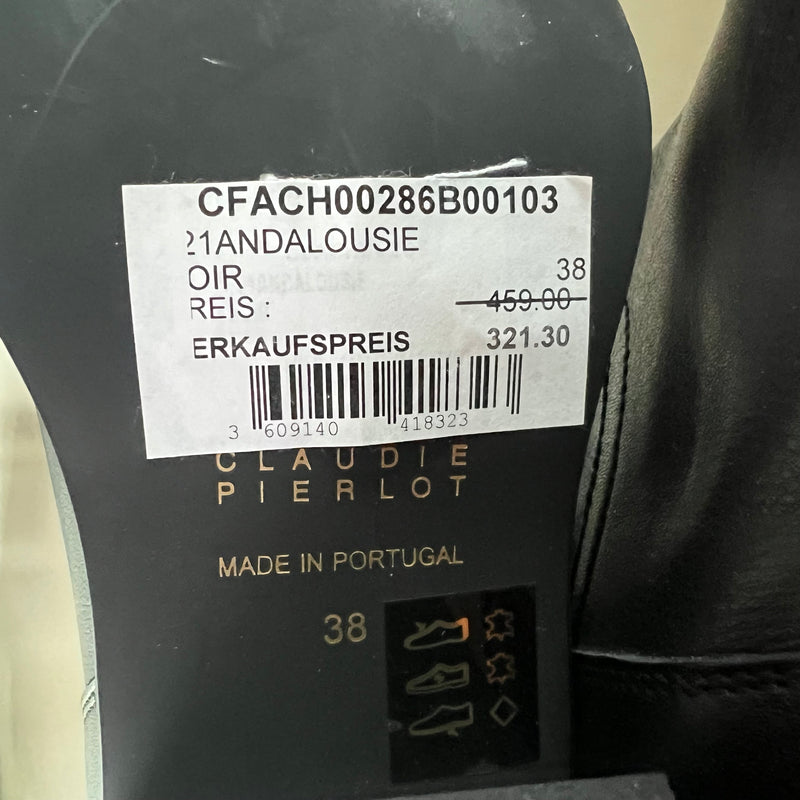 CFACH00286B00103
21ANDALOUSIE
OIR 38
REIS : 459.00
ERKAUFSPREIS 321.30
3 609140 418323
CLAUDIE
PIERLOT
MADE IN PORTUGAL
38